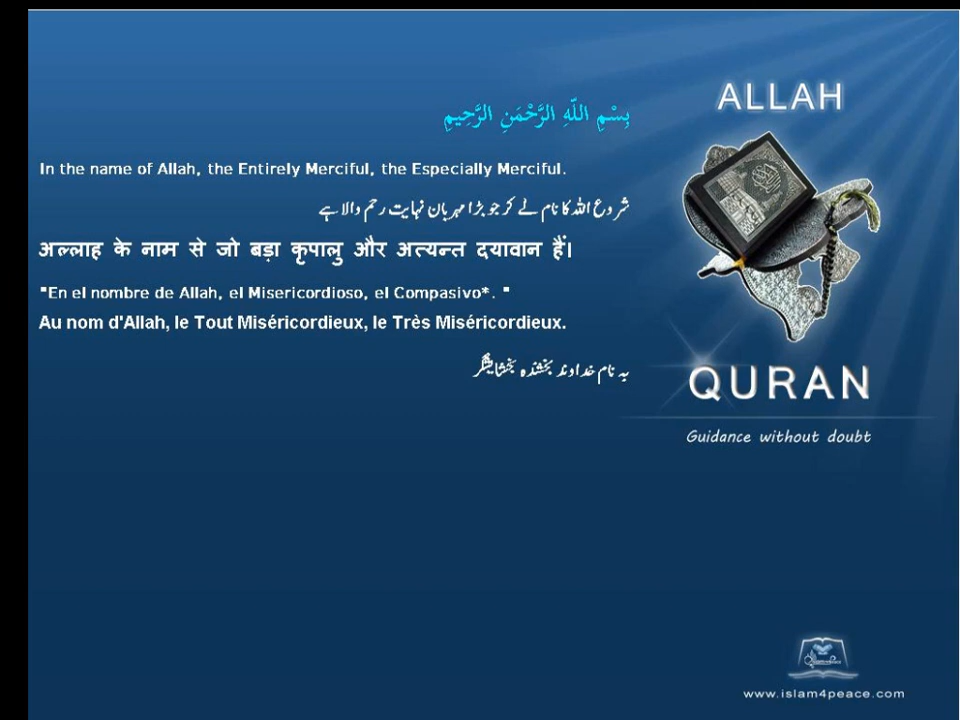 بِسْمِ اللّهِ الرَّحْمَنِ الرَّحِيمِ
In the name of Allah, the Entirely Merciful, the Especially Merciful.
شروع الله کا نام لے کر جو بڑا مہربان نہایت رحم والا ہے
अल्लाह के नाम से जो बड़ा कृपालु और अत्यन्त दयावान हैं।
"En el nombre de Allah, el Misericordioso, el Compasivo*. "
Au nom d'Allah, le Tout Miséricordieux, le Très Miséricordieux.
به نام خداوند بخشنده بخشایشگر
ALLAH
QURAN
Guidance without doubt
www.islam4peace.com